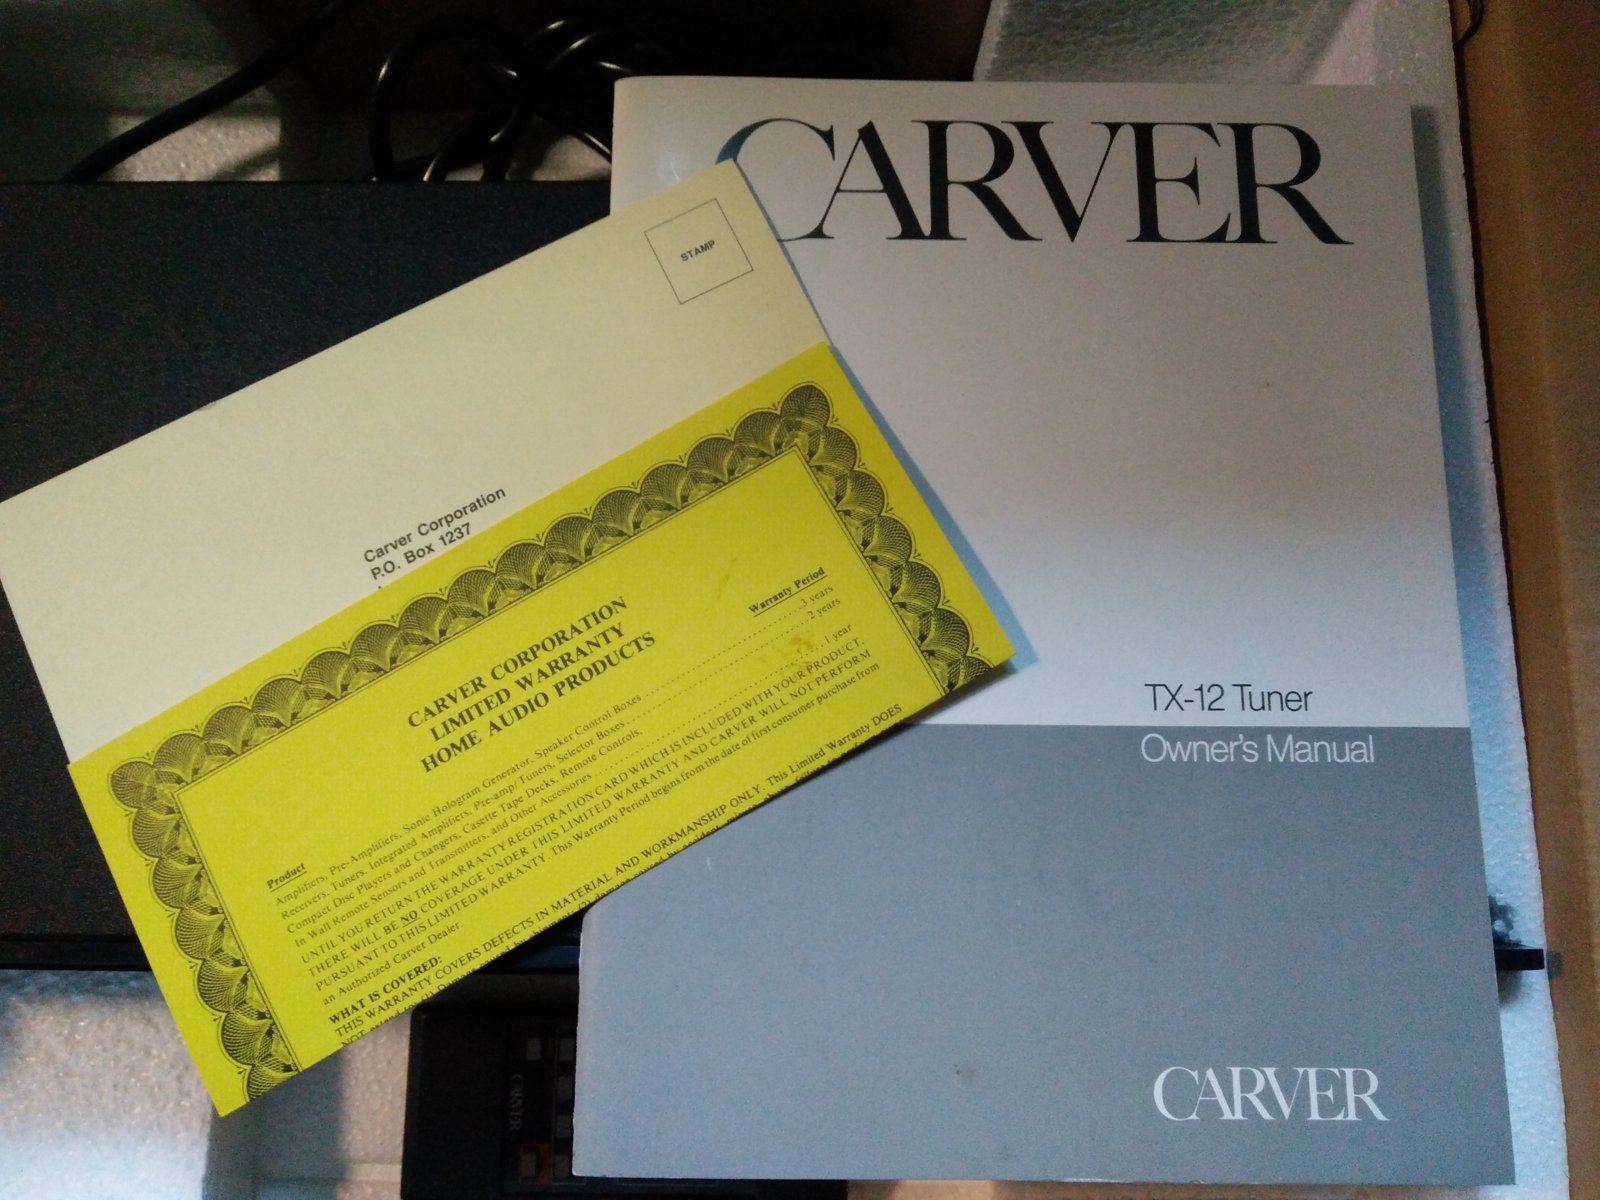 CARVER
STAMP
Carver Corporation
P.O. Box 1237
CARVER CORPORATION
LIMITED WARRANTY
HOME AUDIO PRODUCTS
Product Warranty Period
Amplifiers, Pre-Amplifiers, Sonic Hologram Generator, Speaker Control Boxes ........ 3 years
Receivers, Tuners, Integrated Amplifiers, Pre-amp/Tuners, Selector Boxes ........ 2 years
Compact Disc Players and Changers, Casette Tape Decks, Remote Controls,
In Wall Remote Sensors and Transmitters, and Other Accessories ........ 1 year
UNTIL YOU RETURN THE WARRANTY REGISTRATION CARD WHICH IS INCLUDED WITH YOUR PRODUCT,
THERE WILL BE NO COVERAGE UNDER THIS LIMITED WARRANTY AND CARVER WILL NOT PERFORM
PURSUANT TO THIS LIMITED WARRANTY. This Warranty Period begins from the date of first consumer purchase from
an Authorized Carver Dealer.
WHAT IS COVERED:
THIS WARRANTY COVERS DEFECTS IN MATERIAL AND WORKMANSHIP ONLY. This Limited Warranty DOES
NOT
TX-12 Tuner
Owner's Manual
CARVER
CARVER